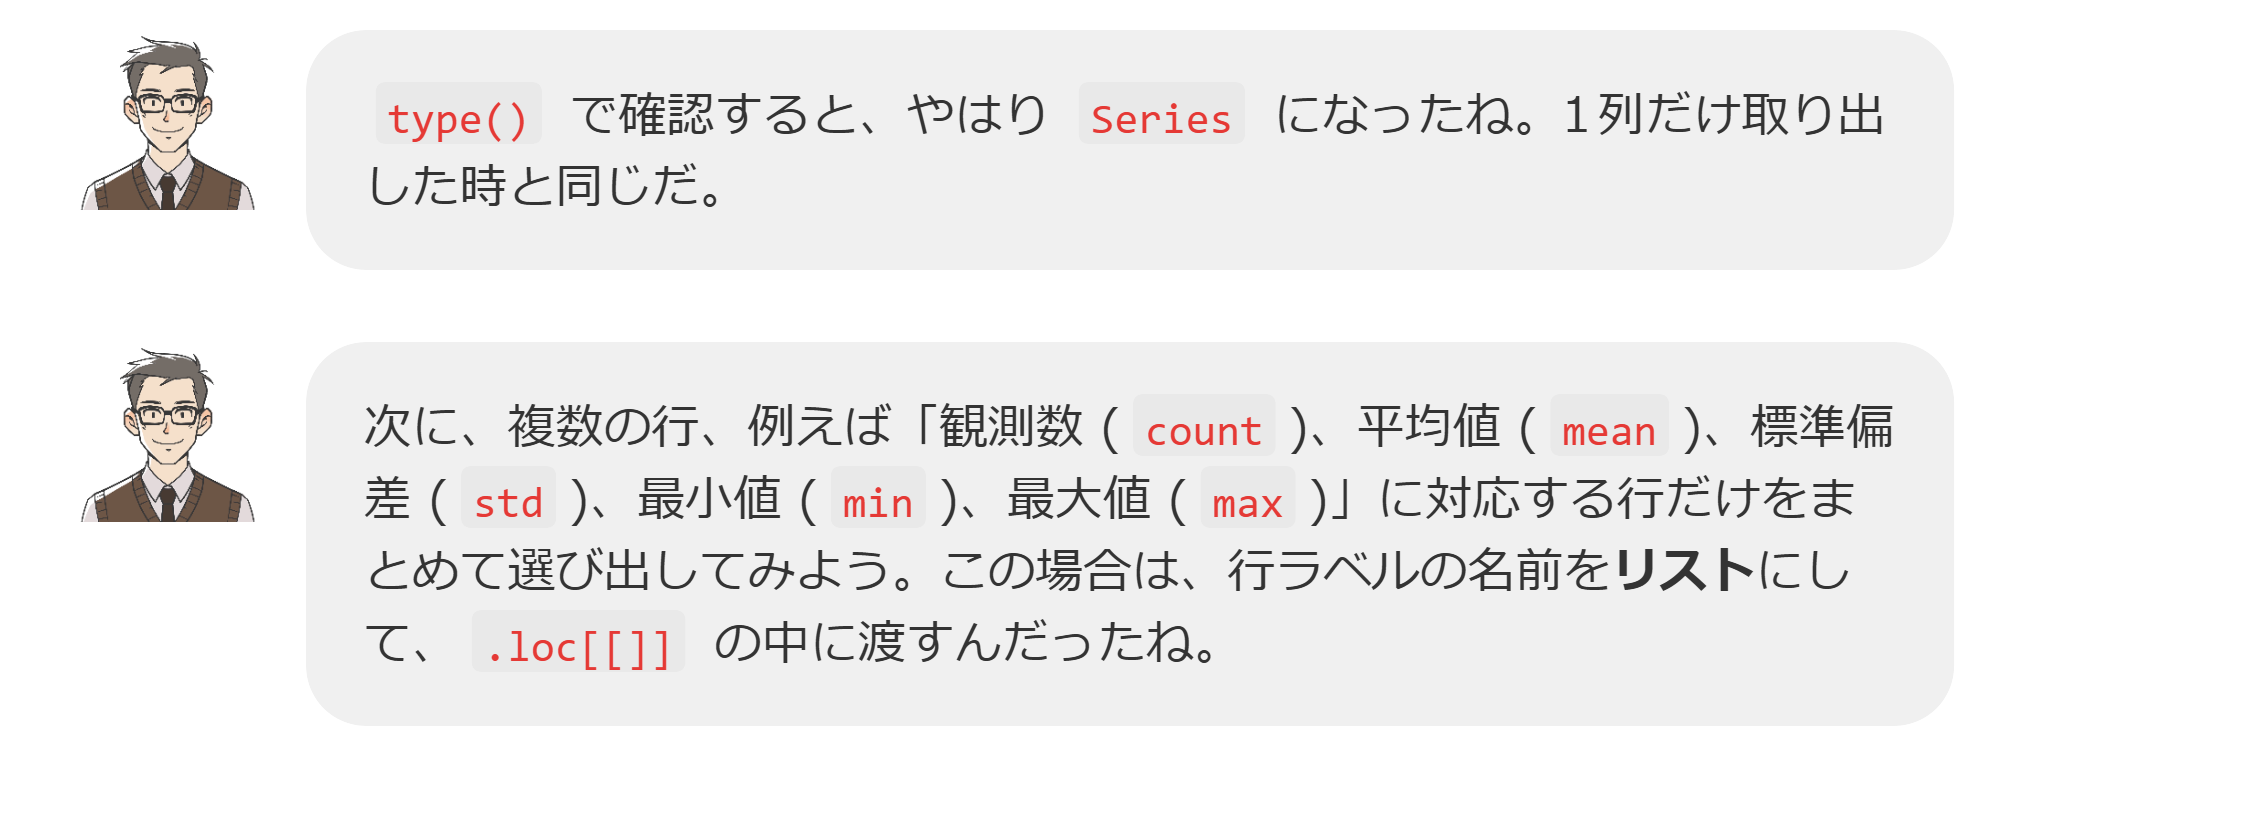 type() で確認すると、やはり Series になったね。1列だけ取り出
した時と同じだ。
次に、複数の行、例えば「観測数 ( count )、平均値 ( mean )、標準偏
差 ( std )、最小値 ( min )、最大値 ( max )」に対応する行だけをま
とめて選び出してみよう。この場合は、行ラベルの名前をリストにし
て、 .loc[[]] の中に渡すんだったね。